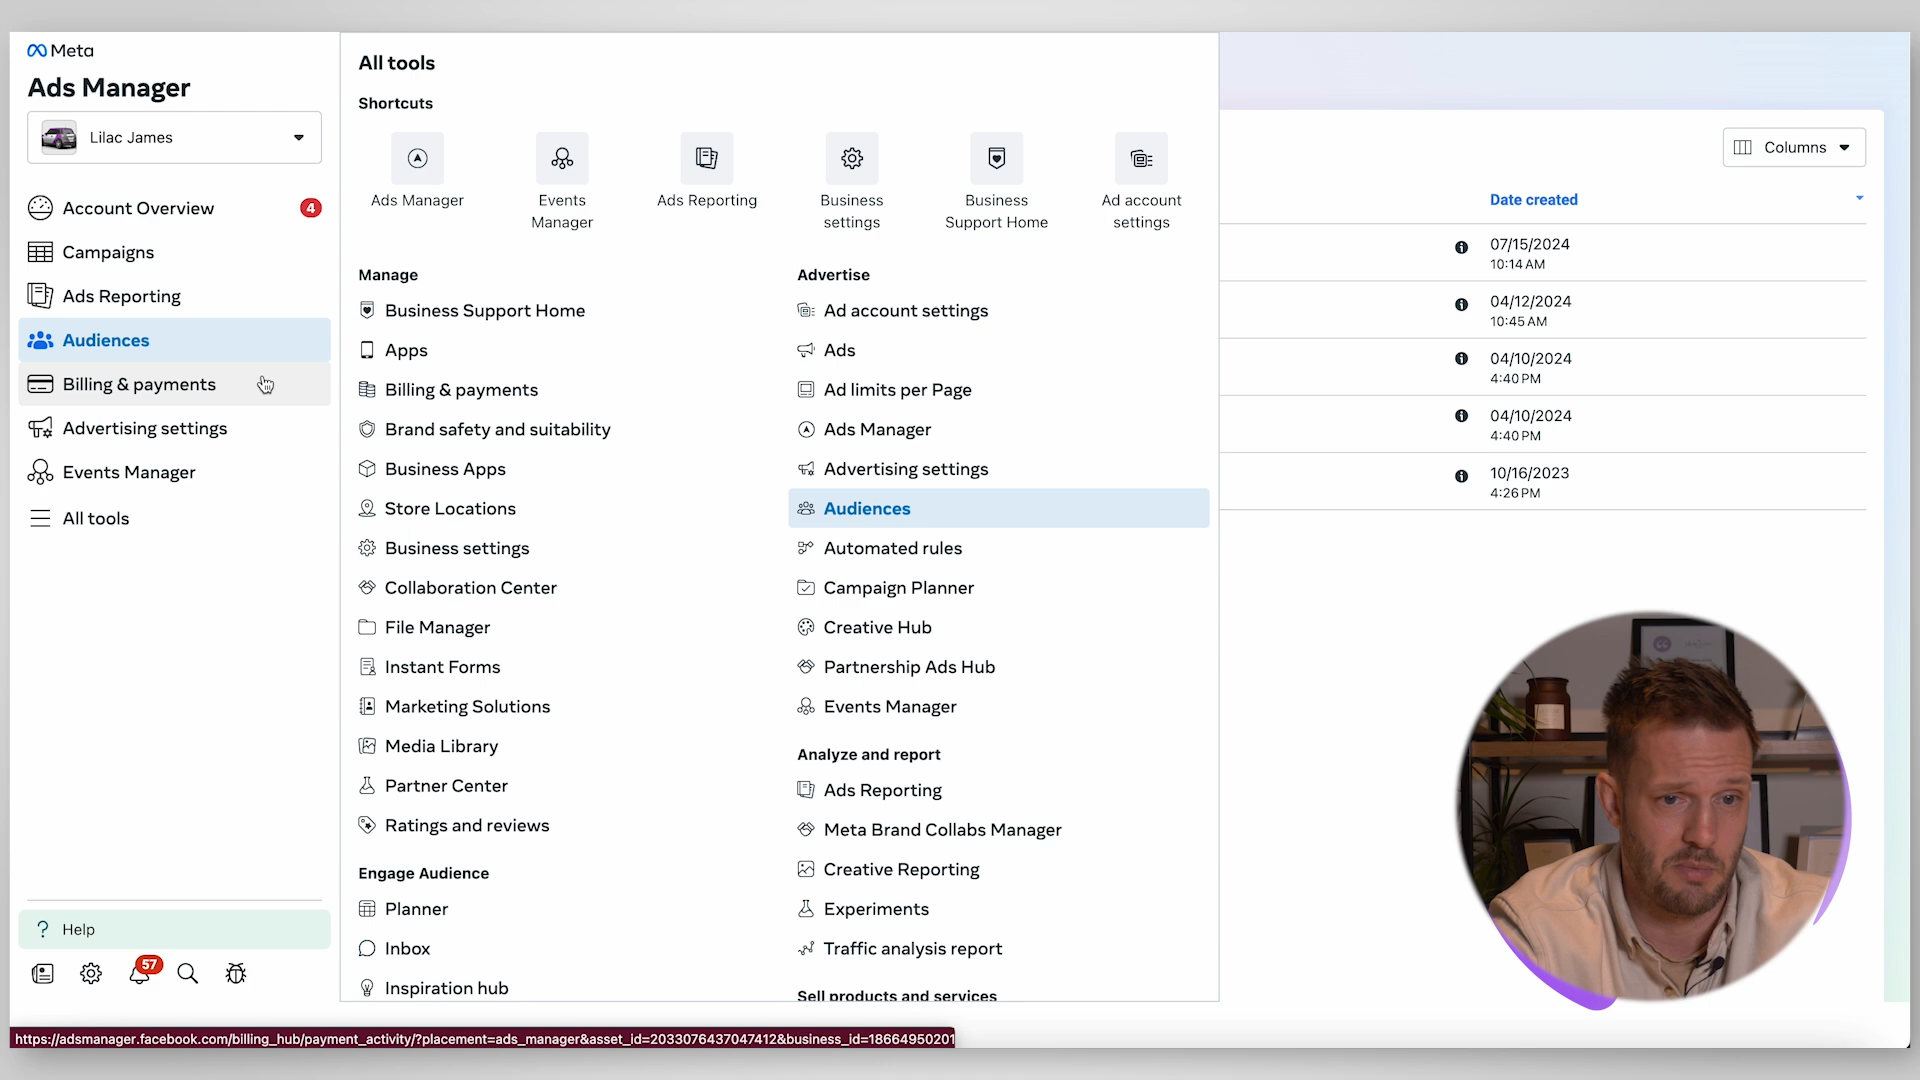 Meta
Ads Manager
Lilac James
Account Overview
4
Campaigns
Ads Reporting
Audiences
Billing & payments
Advertising settings
Events Manager
All tools
Help
57
All tools
Shortcuts
Ads Manager
Events
Manager
Ads Reporting
Business
settings
Business
Support Home
Ad account
settings
Manage
Business Support Home
Apps
Billing & payments
Brand safety and suitability
Business Apps
Store Locations
Business settings
Collaboration Center
File Manager
Instant Forms
Marketing Solutions
Media Library
Partner Center
Ratings and reviews
Engage Audience
Planner
Inbox
Inspiration hub
Advertise
Ad account settings
Ads
Ad limits per Page
Ads Manager
Advertising settings
Audiences
Automated rules
Campaign Planner
Creative Hub
Partnership Ads Hub
Events Manager
Analyze and report
Ads Reporting
Meta Brand Collabs Manager
Creative Reporting
Experiments
Traffic analysis report
Sell products and services
Columns
Date created
07/15/2024
10:14 AM
04/12/2024
10:45 AM
04/10/2024
4:40 PM
04/10/2024
4:40 PM
10/16/2023
4:26 PM
https://adsmanager.facebook.com/billing_hub/payment_activity/?placement=ads_manager&asset_id=2033076437047412&business_id=18664950201